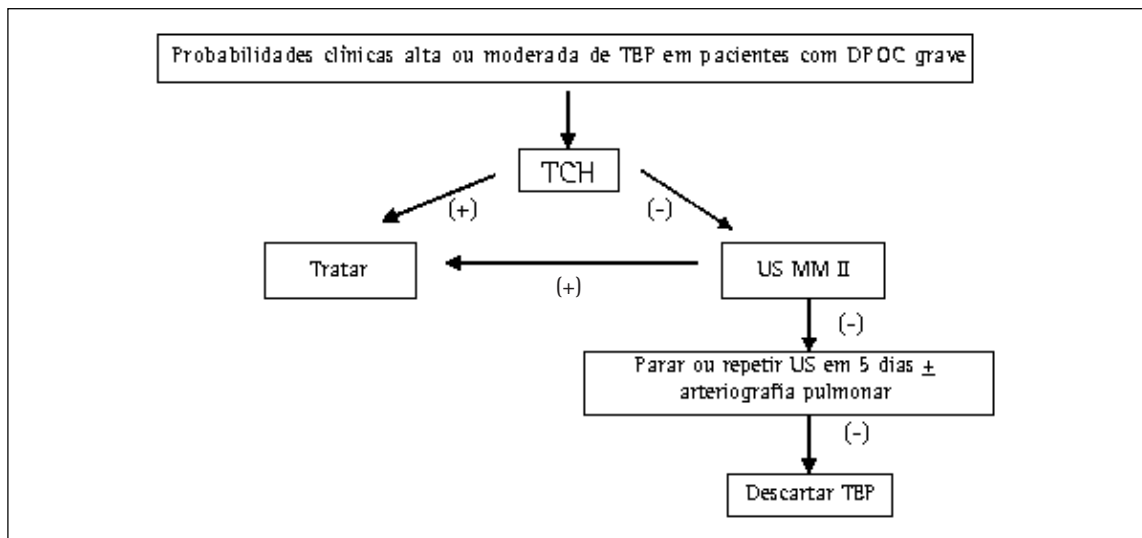 Probabilidades clínicas alta ou moderada de TEP em pacientes com DPOC grave
TCH
(+)
(-)
Tratar
US MM II
(+)
(-)
Parar ou repetir US em 5 dias ±
arteriografia pulmonar
(-)
Descartar TEP